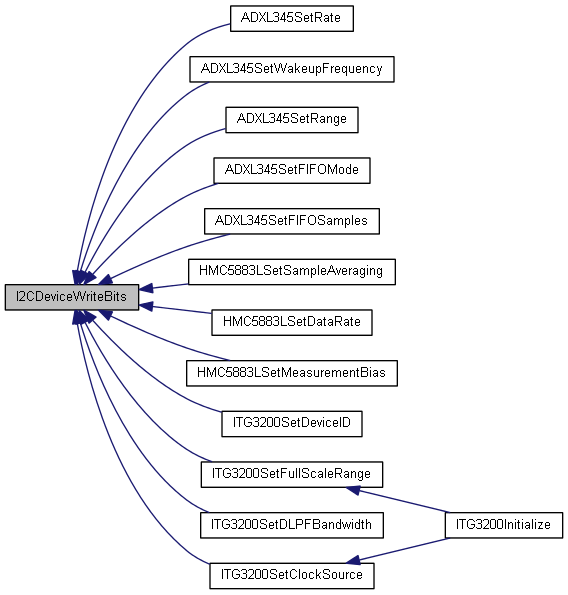 ADXL345SetRate
ADXL345SetWakeupFrequency
ADXL345SetRange
ADXL345SetFIFOMode
ADXL345SetFIFOSamples
HMC5883LSetSampleAveraging
I2CDeviceWriteBits
HMC5883LSetDataRate
HMC5883LSetMeasurementBias
ITG3200SetDeviceID
ITG3200SetFullScaleRange
ITG3200SetDLPFBandwidth
ITG3200Initialize
ITG3200SetClockSource